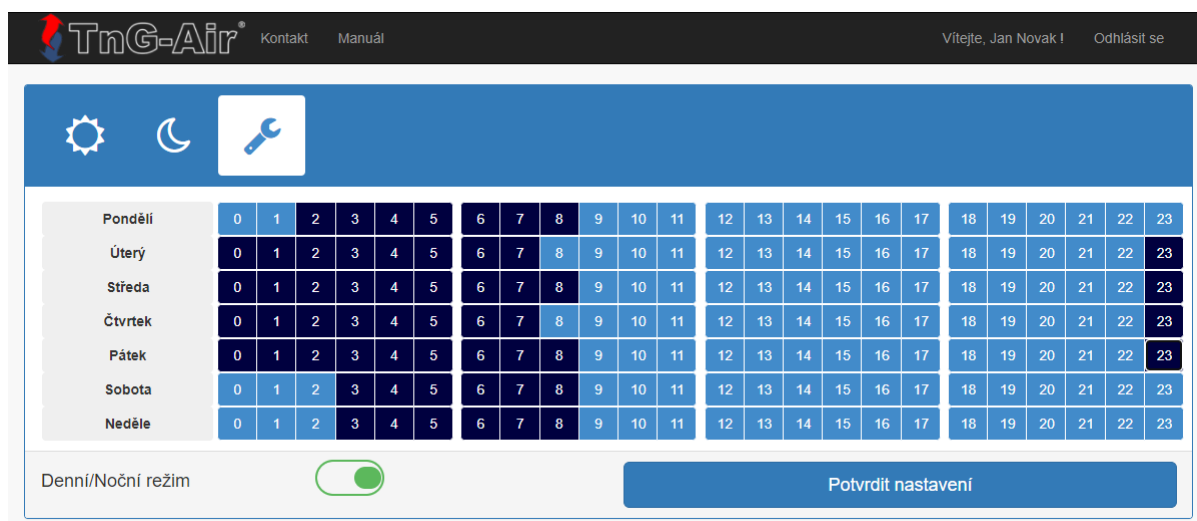 TnG-Air® Kontakt Manuál Vítejte, Jan Novak ! Odhlásit se
Pondělí 0 1 2 3 4 5 6 7 8 9 10 11 12 13 14 15 16 17 18 19 20 21 22 23
Úterý 0 1 2 3 4 5 6 7 8 9 10 11 12 13 14 15 16 17 18 19 20 21 22 23
Středa 0 1 2 3 4 5 6 7 8 9 10 11 12 13 14 15 16 17 18 19 20 21 22 23
Čtvrtek 0 1 2 3 4 5 6 7 8 9 10 11 12 13 14 15 16 17 18 19 20 21 22 23
Pátek 0 1 2 3 4 5 6 7 8 9 10 11 12 13 14 15 16 17 18 19 20 21 22 23
Sobota 0 1 2 3 4 5 6 7 8 9 10 11 12 13 14 15 16 17 18 19 20 21 22 23
Neděle 0 1 2 3 4 5 6 7 8 9 10 11 12 13 14 15 16 17 18 19 20 21 22 23
Denní/Noční režim Potvrdit nastavení